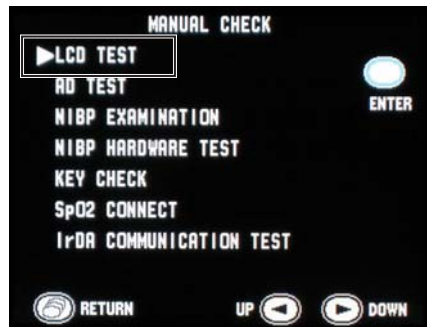 MANUAL CHECK
LCD TEST
AD TEST
ENTER
NIBP EXAMINATION
NIBP HARDWARE TEST
KEY CHECK
SpO2 CONNECT
IrDA COMMUNICATION TEST
RETURN UP DOWN